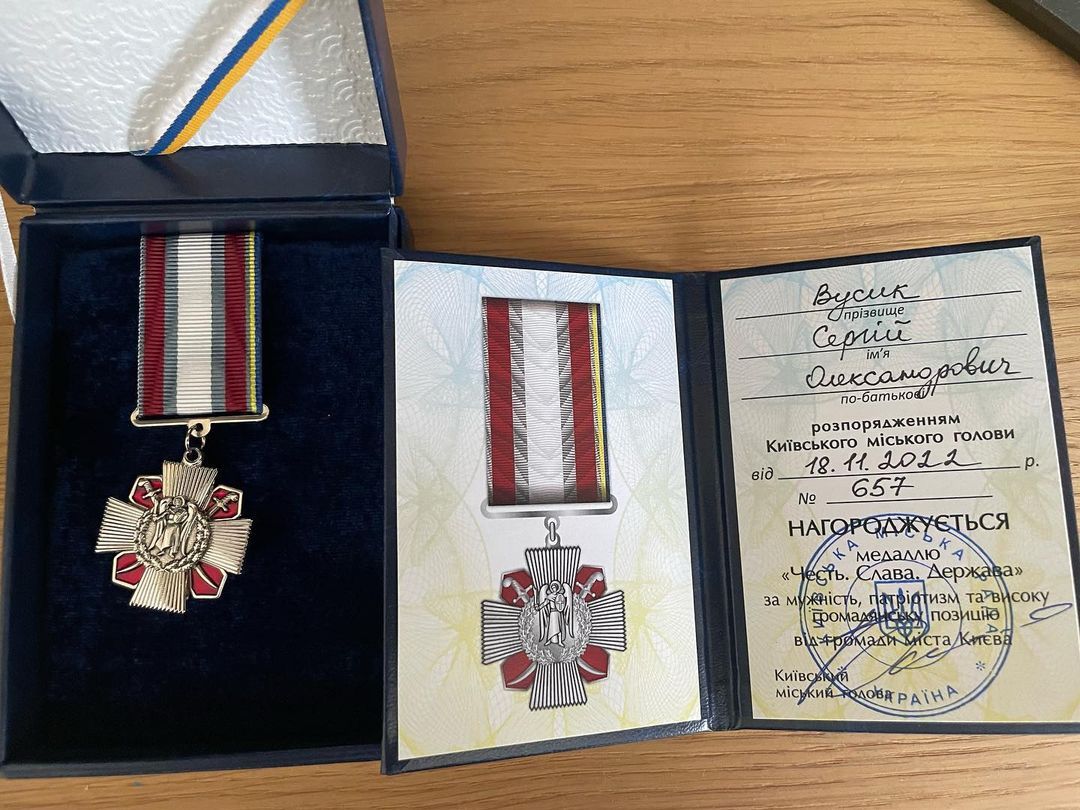 Вусик
прізвище
Сергій
ім'я
Олександрович
по-батькові
розпорядженням
Київського міського голови
від 18.11.2022 р.
№ 657
НАГОРОДЖУЄТЬСЯ
медаллю
«Честь. Слава. Держава»
за мужність, патріотизм та високу
громадянську позицію
від громади міста Києва
Київський
міський голова
МІСЬКА
* УКРАЇНА *